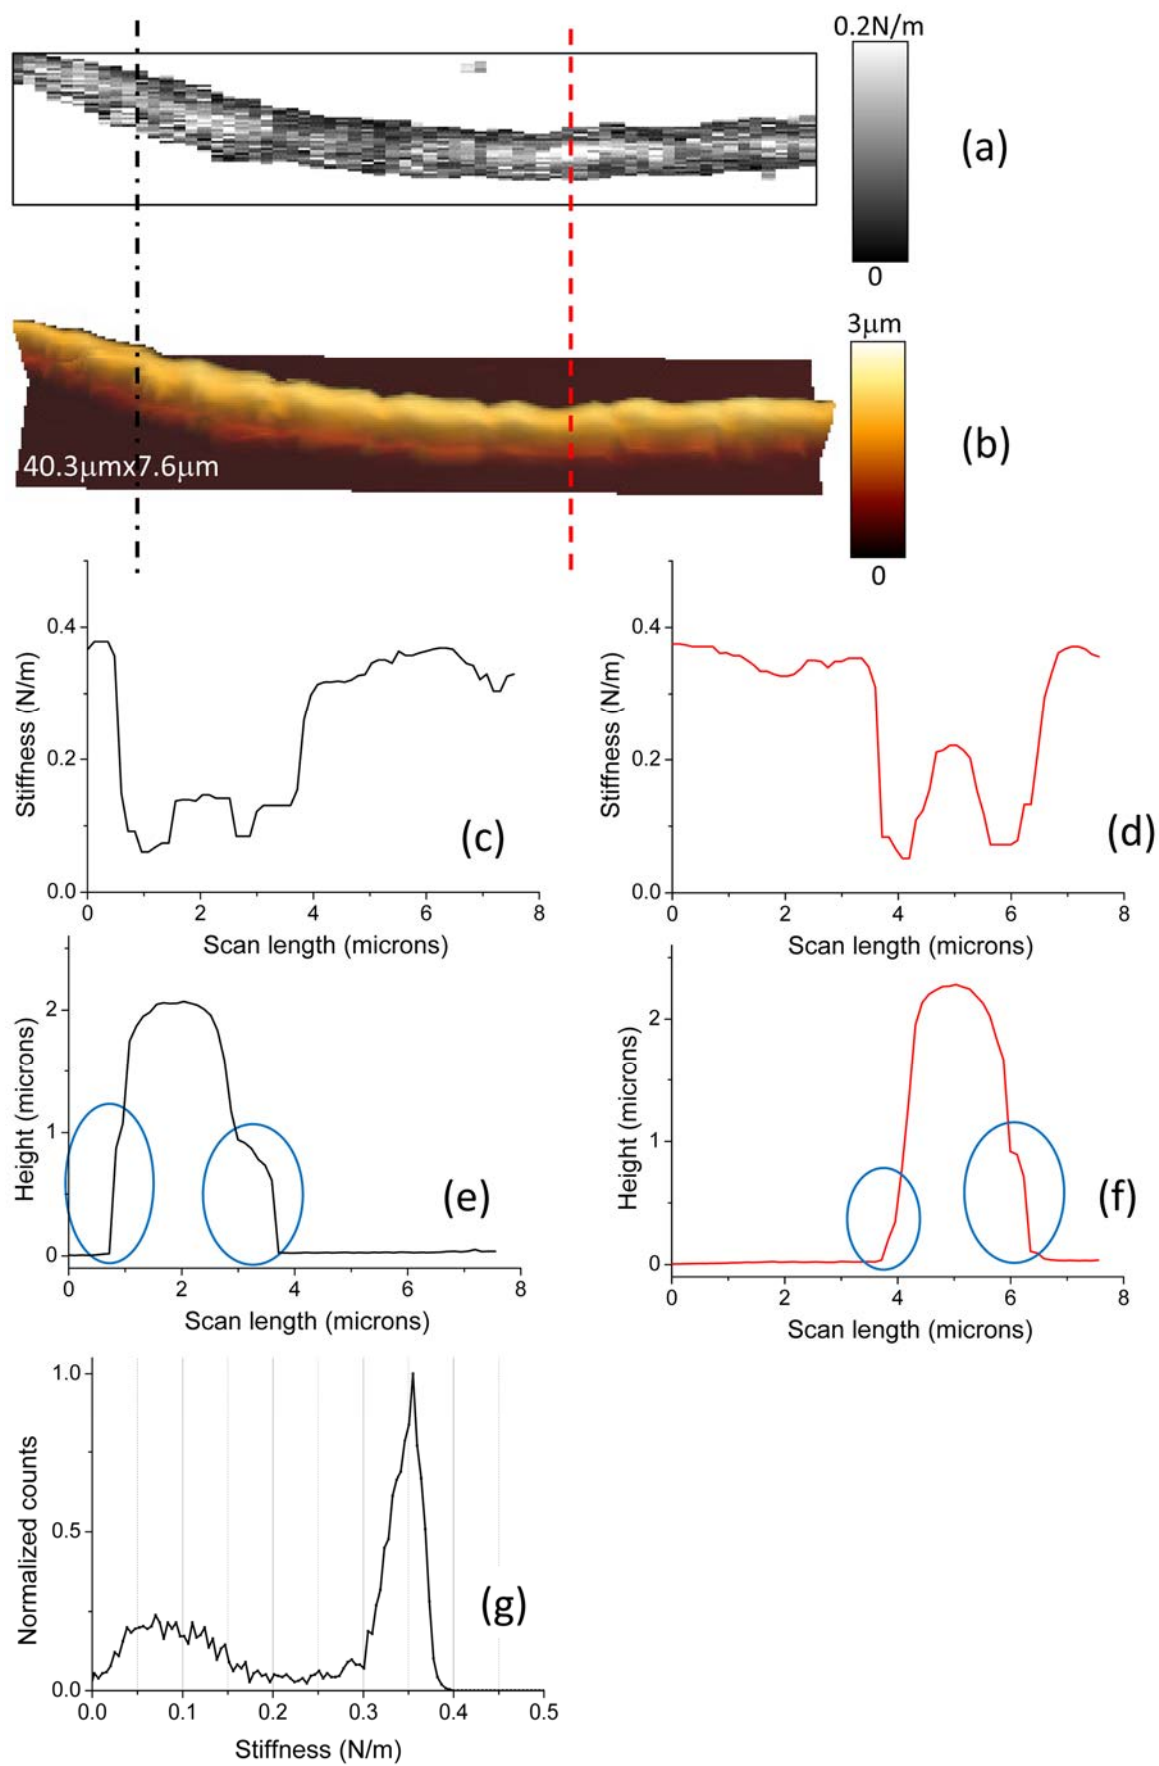 0.2N/m
(a)
0
3μm
(b)
40.3μmx7.6μm
0
0.4
0.2
0.0
Stiffness (N/m)
(c)
0 2 4 6 8
Scan length (microns)
0.4
0.2
0.0
Stiffness (N/m)
(d)
0 2 4 6 8
Scan length (microns)
2
1
0
Height (microns)
(e)
0 2 4 6 8
Scan length (microns)
2
1
0
Height (microns)
(f)
0 2 4 6 8
Scan length (microns)
1.0
0.5
0.0
Normalized counts
(g)
0.0 0.1 0.2 0.3 0.4 0.5
Stiffness (N/m)